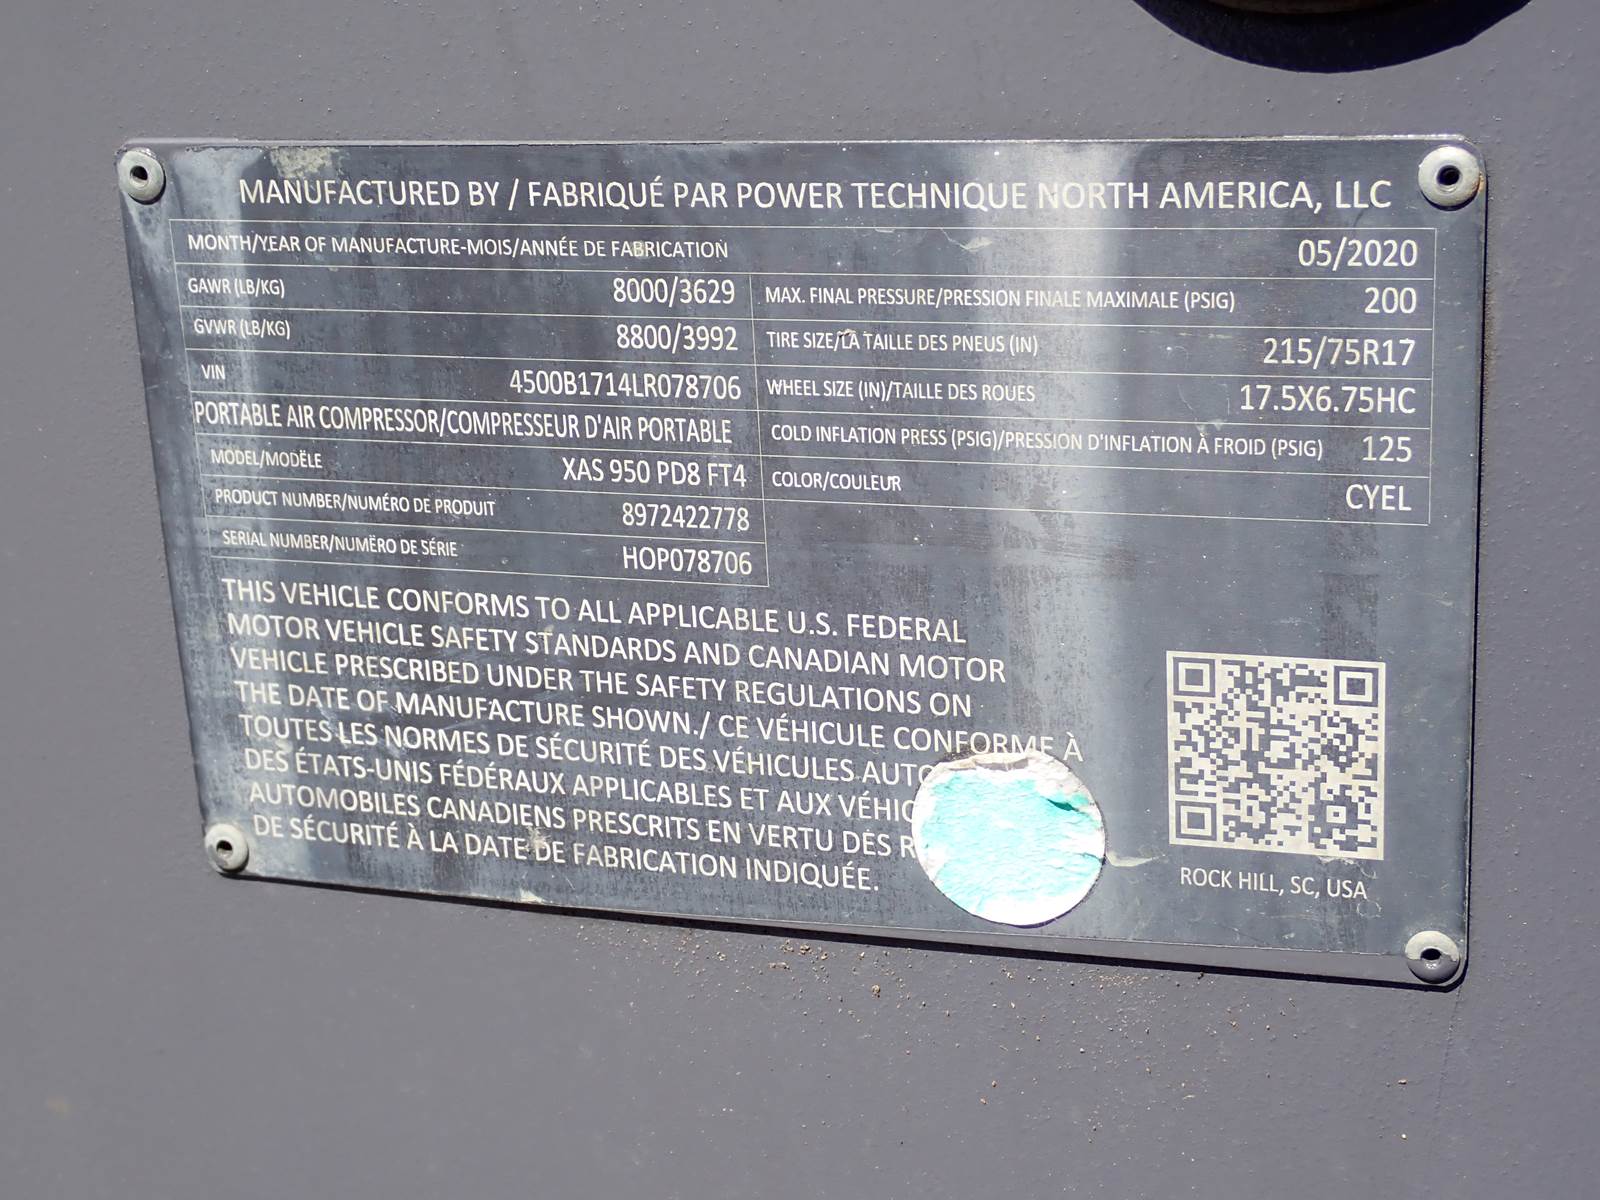 MANUFACTURED BY / FABRIQUÉ PAR POWER TECHNIQUE NORTH AMERICA, LLC
MONTH/YEAR OF MANUFACTURE-MOIS/ANNÉE DE FABRICATION 05/2020
GAWR (LB/KG) 8000/3629 MAX. FINAL PRESSURE/PRESSION FINALE MAXIMALE (PSIG) 200
GVWR (LB/KG) 8800/3992 TIRE SIZE/LA TAILLE DES PNEUS (IN) 215/75R17
VIN 4500B1714LR078706 WHEEL SIZE (IN)/TAILLE DES ROUES 17.5X6.75HC
PORTABLE AIR COMPRESSOR/COMPRESSEUR D'AIR PORTABLE COLD INFLATION PRESS (PSIG)/PRESSION D'INFLATION À FROID (PSIG) 125
MODEL/MODËLE XAS 950 PD8 FT4 COLOR/COULEUR CYEL
PRODUCT NUMBER/NUMÉRO DE PRODUIT 8972422778
SERIAL NUMBER/NUMËRO DE SÉRIE HOP078706
THIS VEHICLE CONFORMS TO ALL APPLICABLE U.S. FEDERAL
MOTOR VEHICLE SAFETY STANDARDS AND CANADIAN MOTOR
VEHICLE PRESCRIBED UNDER THE SAFETY REGULATIONS ON
THE DATE OF MANUFACTURE SHOWN./ CE VÉHICULE CONFORME À
TOUTES LES NORMES DE SÉCURITÉ DES VÉHICULES
DES ÉTATS-UNIS FÉDÉRAUX APPLICABLES ET AUX
AUTOMOBILES CANADIENS PRESCRITS EN VERTU DES
DE SÉCURITÉ À LA DATE DE FABRICATION INDIQUÉE.
ROCK HILL, SC, USA